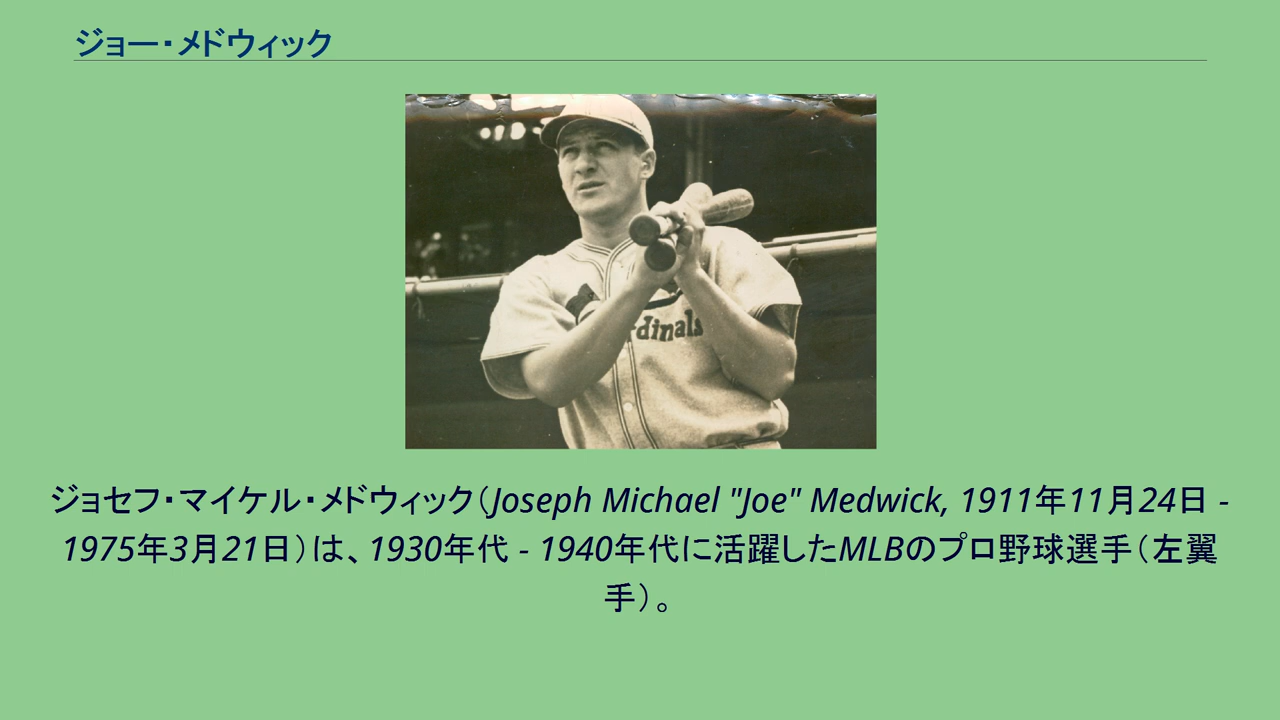 ジョー・メドウィック
dinals
ジョセフ・マイケル・メドウィック（Joseph Michael "Joe" Medwick, 1911年11月24日 -
1975年3月21日）は、1930年代 - 1940年代に活躍したMLBのプロ野球選手（左翼
手）。